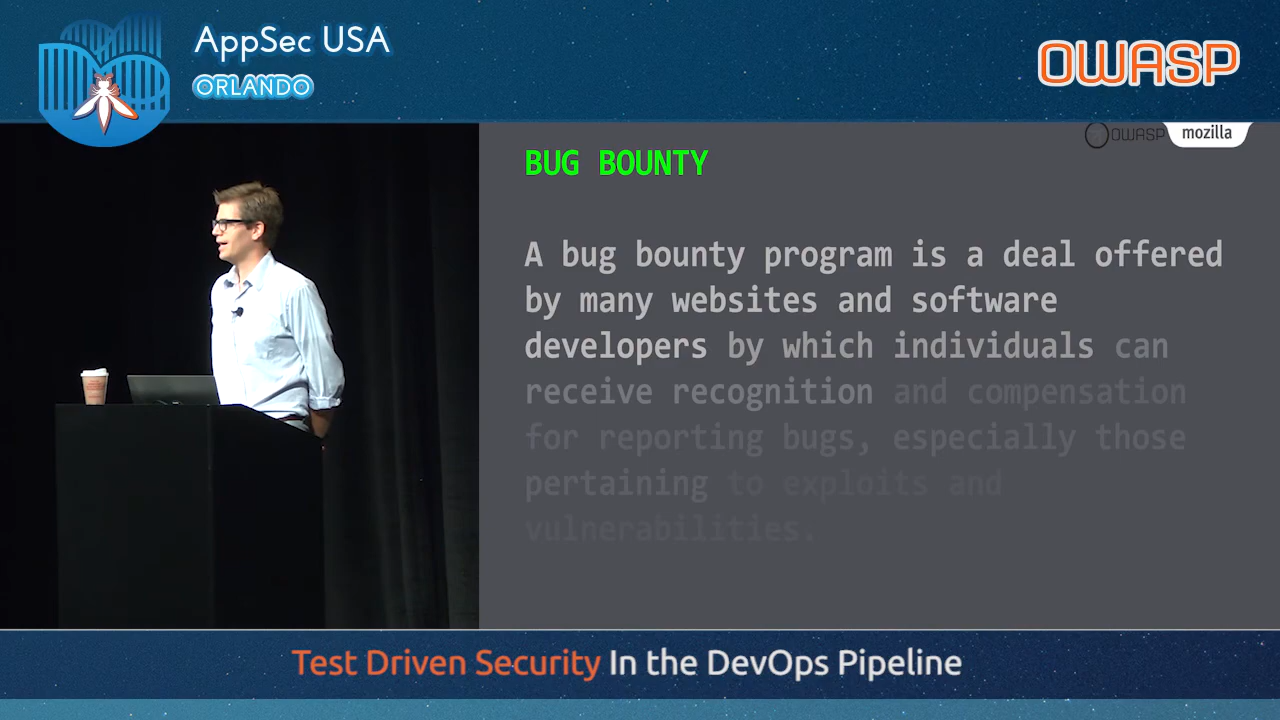 AppSec USA
ORLANDO
OWASP
OWASP mozilla
BUG BOUNTY
A bug bounty program is a deal offered
by many websites and software
developers by which individuals can
receive recognition and compensation
for reporting bugs, especially those
pertaining to exploits and
vulnerabilities.
Test Driven Security In the DevOps Pipeline